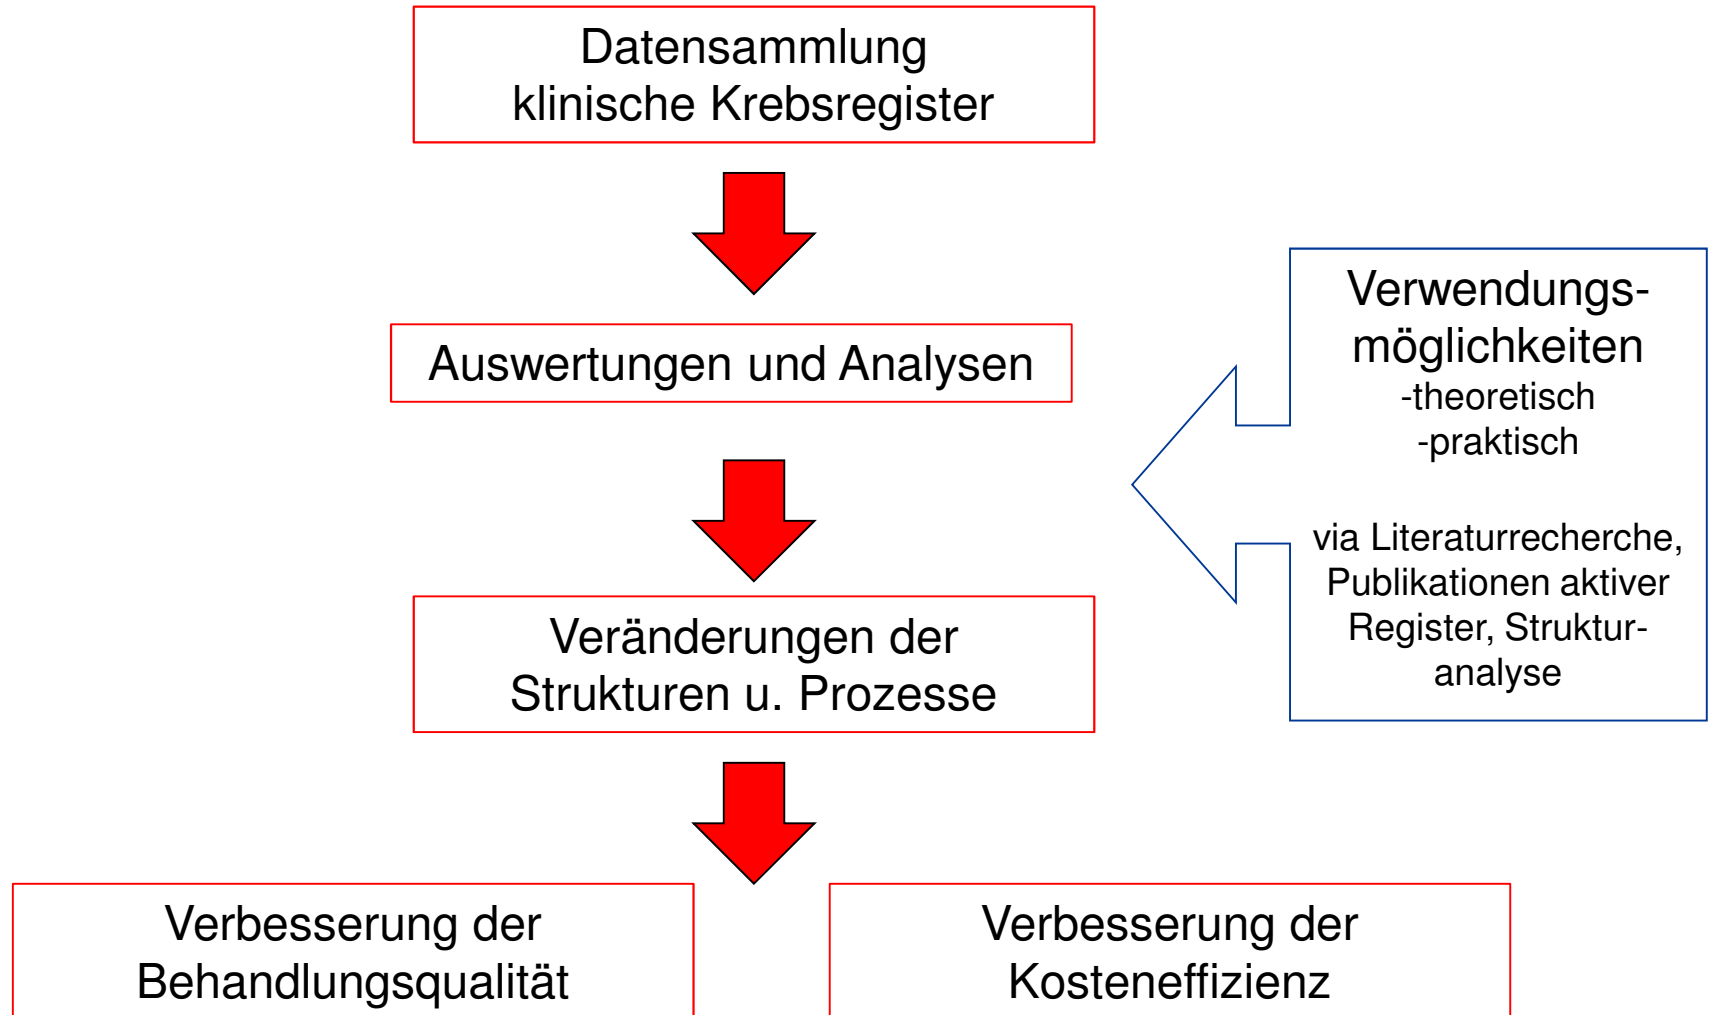 Datensammlung
klinische Krebsregister
Auswertungen und Analysen
Verwendungs-
möglichkeiten
-theoretisch
-praktisch
via Literaturrecherche,
Publikationen aktiver
Register, Struktur-
analyse
Veränderungen der
Strukturen u. Prozesse
Verbesserung der
Behandlungsqualität
Verbesserung der
Kosteneffizienz